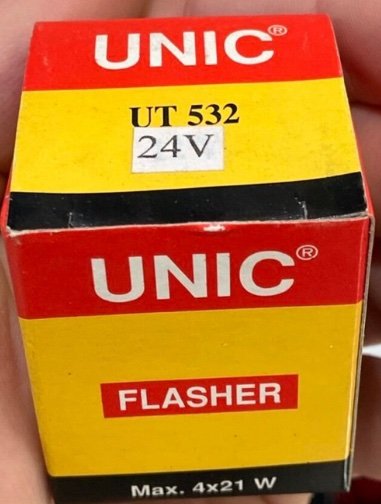 UNIC®
UT 532
24V
UNIC®
FLASHER
Max. 4x21 W